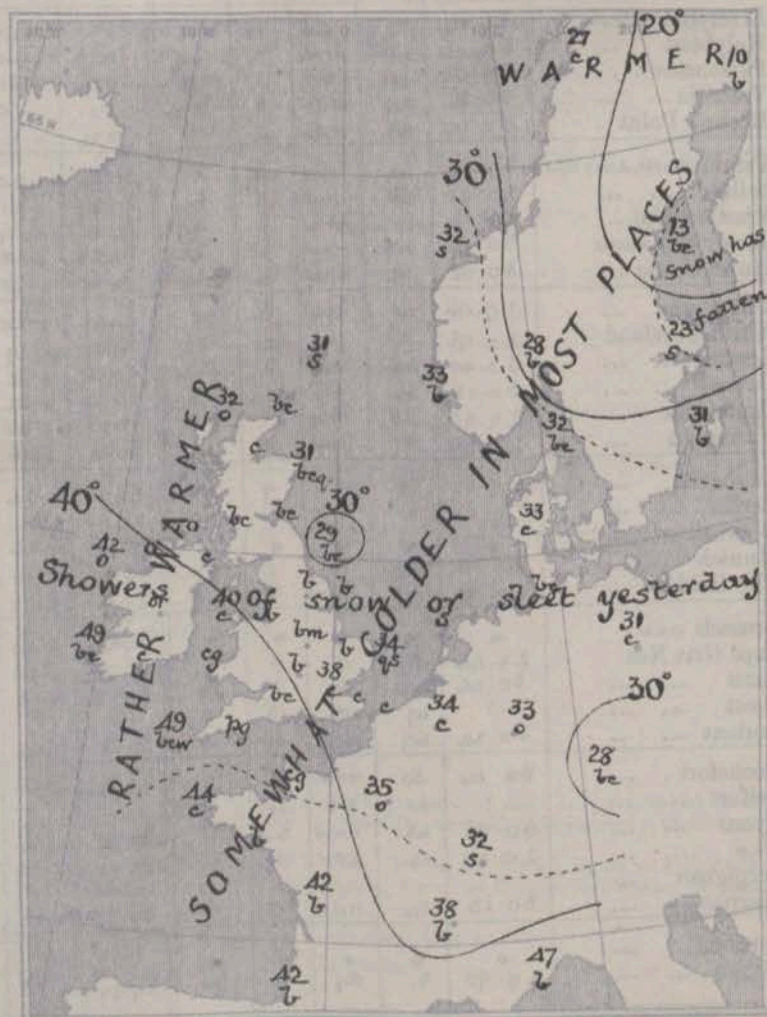 27
c
20°
WARMER
10
b
65 N
30°
32
s
13
bc
snow has
fallen
23
s
31
s
33
b
28
b
32
bc
31
b
32
o
bc
c
31
bcq
WARMER
RATHER WARMER
SOMEWHAT COLDER IN MOST PLACES
40°
bc
bc
30°
29
bc
33
c
42
o
o
c
Showers of snow or sleet yesterday
40
c
b
b
b
bc
31
c
49
bc
c
cg
bm
b
34
qs
b
38
c
c
c
34
c
33
o
30°
28
bc
49
bcw
pg
bc
44
c
35
o
32
s
42
b
38
b
42
b
47
b